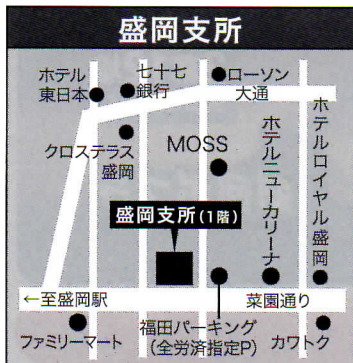 盛岡支所
ホテル
東日本
七十七
銀行
ローソン
大通
クロステラス
盛岡
MOSS
ホテルニューカリーナ
ホテルロイヤル盛岡
盛岡支所(1階)
←至盛岡駅
菜園通り
ファミリーマート
福田パーキング
(全労済指定P)
カワトク